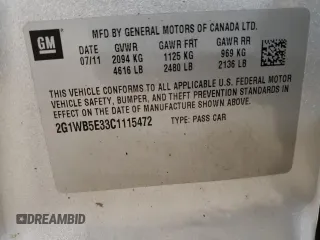 GM
MFD BY GENERAL MOTORS OF CANADA LTD.
DATE GVWR GAWR FRT GAWR RR
07/11 2094 KG 1125 KG 969 KG
4616 LB 2480 LB 2136 LB
THIS VEHICLE CONFORMS TO ALL APPLICABLE U.S. FEDERAL MOTOR
VEHICLE SAFETY, BUMPER, AND THEFT PREVENTION STANDARDS IN
EFFECT ON THE DATE OF MANUFACTURE SHOWN ABOVE.
2G1WB5E33C1115472 TYPE: PASS CAR
DREAMBID